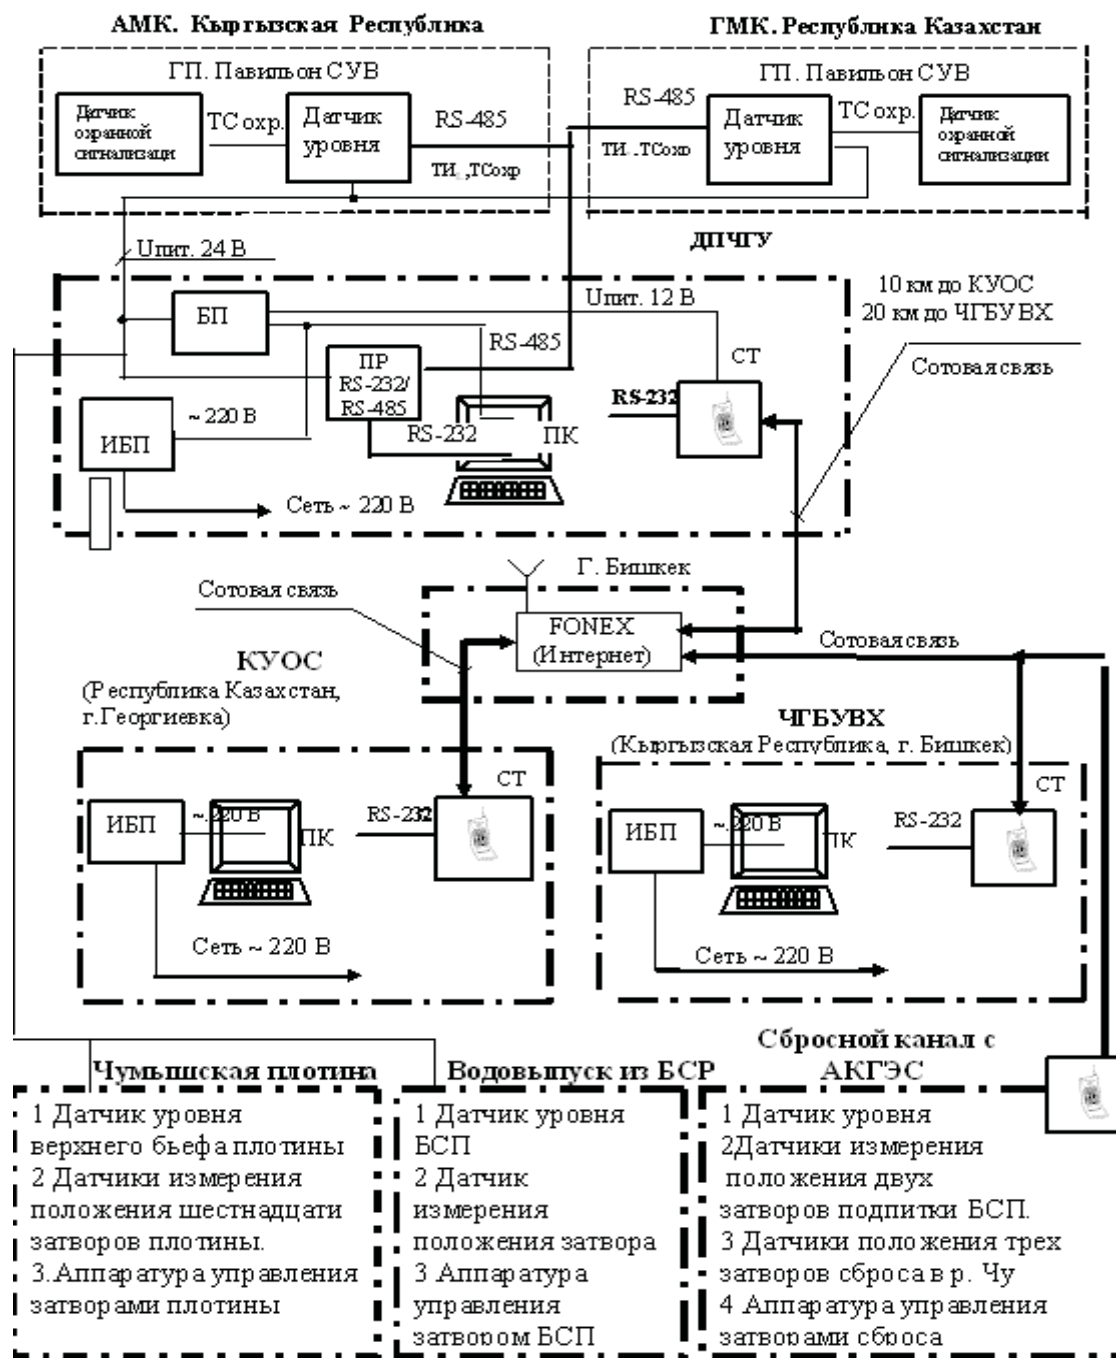 АМК. Кыргызская Республика
ГМК. Республика Казахстан
ГП. Павильон СУВ
ГП. Павильон СУВ
Датчик
охранной
сигнализаци
ТС охр.
Датчик
уровня
RS-485
ТИ.,ТСохр
RS-485
ТИ..ТСохр
Датчик
уровня
ТС охр.
Датчик
охранной
сигнализации
Uпит. 24 В
ДПЧГУ
10 км до КУОС
20 км до ЧГБУВХ
Сотовая связь
БП
Uпит. 12 В
RS-485
ПР
RS-232/
RS-485
СТ
RS-232
~ 220 В
ИБП
RS-232
ПК
Сеть ~ 220 В
Г. Бишкек
Сотовая связь
FONEX
(Интернет)
Сотовая связь
КУОС
(Республика Казахстан,
г.Георгиевка)
ЧГБУВХ
(Кыргызская Республика, г. Бишкек)
СТ
ИБП
~.220 В
ПК
RS-232
Сеть ~ 220 В
СТ
ИБП
~.220 В
ПК
RS-232
Сеть ~ 220 В
Чумышская плотина
1 Датчик уровня
верхнего бьефа плотины
2 Датчики измерения
положения шестнадцати
затворов плотины.
3.Аппаратура управления
затворами плотины
Водовыпуск из БСР
1 Датчик уровня
БСП
2 Датчик
измерения
положения затвора
3 Аппаратура
управления
затвором БСП
Сбросной канал с
АКГЭС
1 Датчик уровня
2Датчики измерения
положения двух
затворов подпитки БСП.
3 Датчики положения трех
затворов сброса в р. Чу
4 Аппаратура управления
затворами сброса